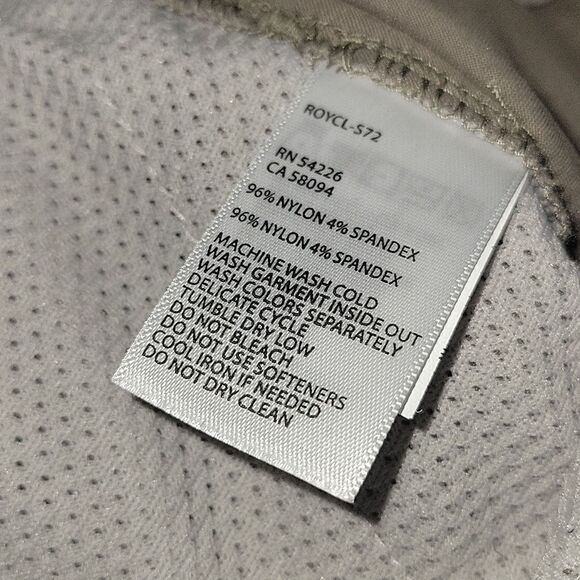 ROYCL-S72
RN 54226
CA 58094
96% NYLON 4% SPANDEX
96% NYLON 4% SPANDEX
MACHINE WASH COLD
WASH GARMENT INSIDE OUT
WASH COLORS SEPARATELY
DELICATE CYCLE
TUMBLE DRY LOW
DO NOT BLEACH
DO NOT USE SOFTENERS
COOL IRON IF NEEDED
DO NOT DRY CLEAN